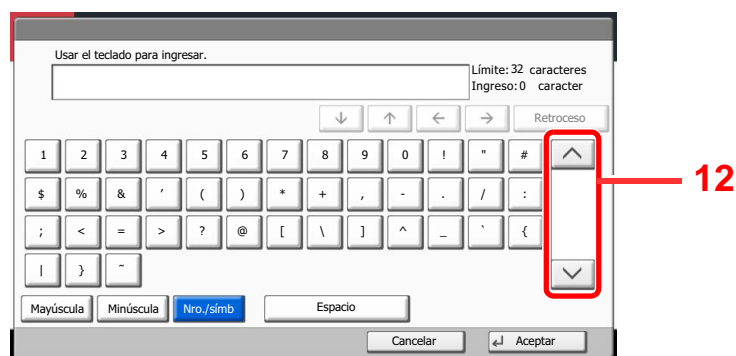 Usar el teclado para ingresar.
Límite: 32 caracteres
Ingreso: 0 caracter
↓ ↑ ← → Retroceso
1 2 3 4 5 6 7 8 9 0 ! " #
$ % & ' ( ) * + , - . / :
12
; < = > ? @ [ \ ] ^ _ ` {
| } ~
Mayúscula Minúscula Nro./símb Espacio
Cancelar Aceptar